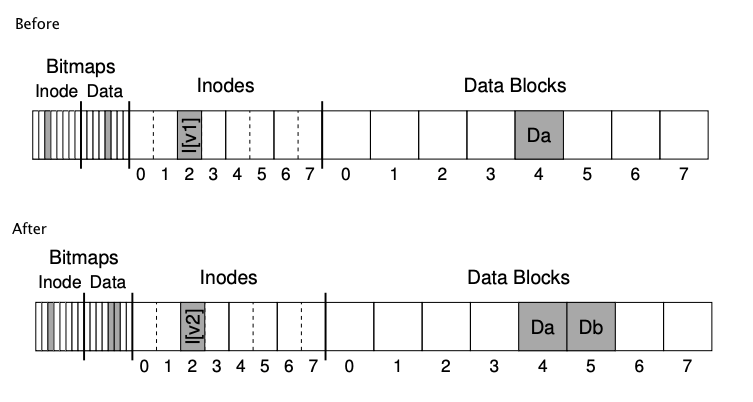 Before
Bitmaps
Inode Data
Inodes
Data Blocks
I[v1]
Da
0 1 2 3 4 5 6 7
0 1 2 3 4 5 6 7
After
Bitmaps
Inode Data
Inodes
Data Blocks
I[v2]
Da Db
0 1 2 3 4 5 6 7
0 1 2 3 4 5 6 7